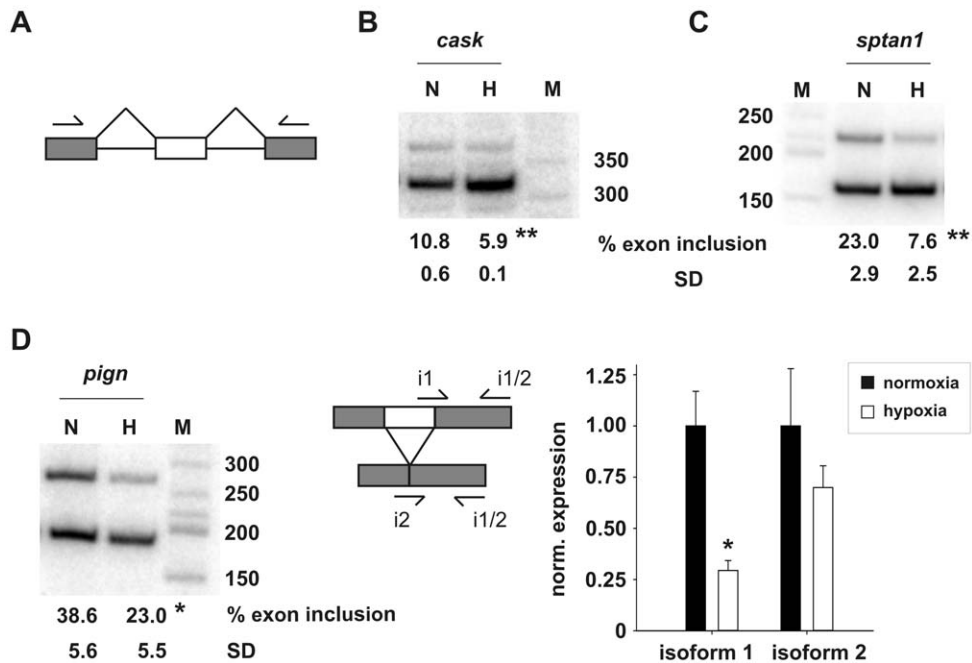 A
B
cask
N H M
350
300
10.8 5.9 **
0.6 0.1
% exon inclusion
SD
C
sptan1
M N H
250
200
150
23.0 7.6 **
2.9 2.5
D
pign
N H M
300
250
200
150
38.6 23.0 * % exon inclusion
5.6 5.5 SD
i1 i1/2
i2 i1/2
norm. expression
1.25
1.00
0.75
0.50
0.25
0
*
isoform 1 isoform 2
normoxia
hypoxia